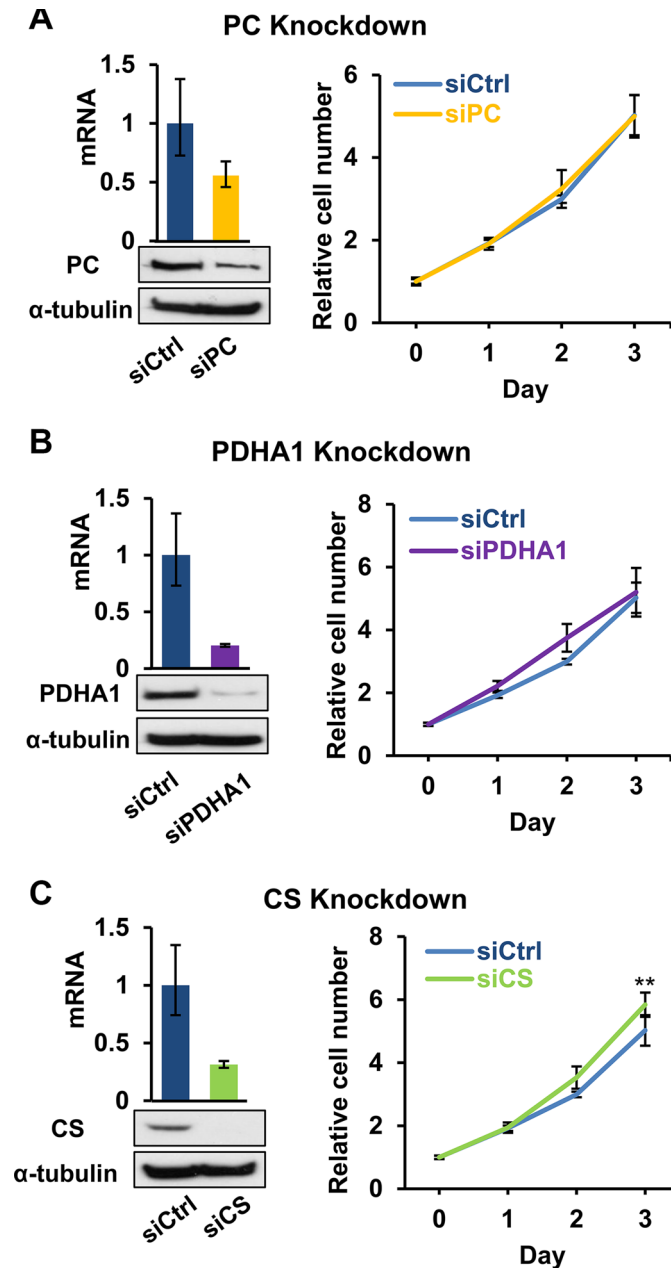 A
PC Knockdown
mRNA
1.5
1
0.5
0
PC
α-tubulin
siCtrl
siPC
Relative cell number
6
4
2
0
siCtrl
siPC
0 1 2 3
Day
B
PDHA1 Knockdown
mRNA
1.5
1
0.5
0
PDHA1
α-tubulin
siCtrl
siPDHA1
Relative cell number
8
6
4
2
0
siCtrl
siPDHA1
0 1 2 3
Day
C
CS Knockdown
mRNA
1.5
1
0.5
0
CS
α-tubulin
siCtrl
siCS
Relative cell number
8
6
4
2
0
siCtrl
siCS
**
0 1 2 3
Day